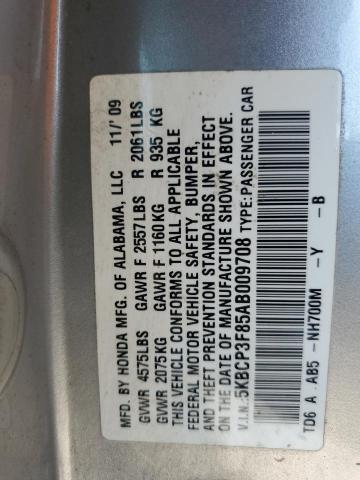 MFD. BY HONDA MFG. OF ALABAMA, LLC 11/'09
GVWR 4575LBS GAWR F 2557LBS R 2061LBS
GVWR 2075KG GAWR F 1160KG R 935 KG
THIS VEHICLE CONFORMS TO ALL APPLICABLE
FEDERAL MOTOR VEHICLE SAFETY, BUMPER,
AND THEFT PREVENTION STANDARDS IN EFFECT
ON THE DATE OF MANUFACTURE SHOWN ABOVE.
V.I.N.:5KBCP3F85AB009708 TYPE:PASSENGER CAR
TD6 A AB5 -NH700M -Y -B